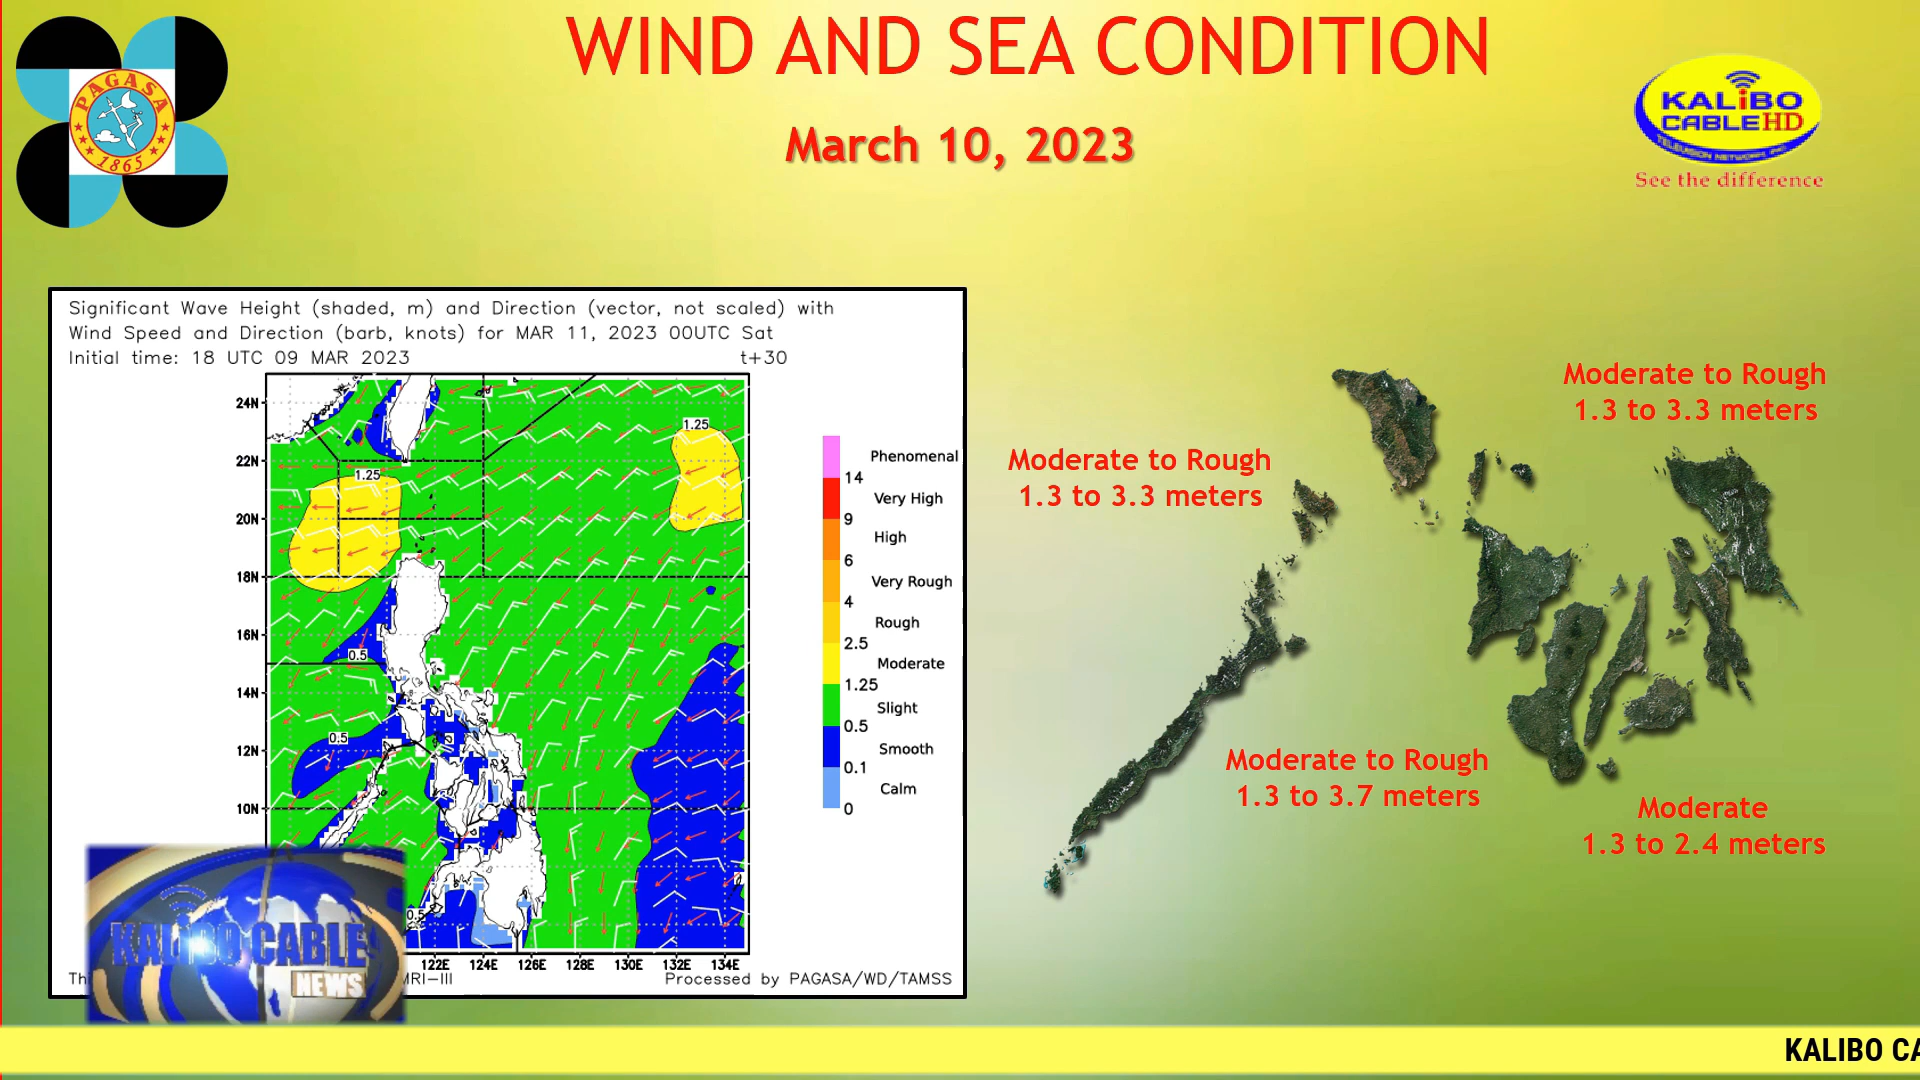 WIND AND SEA CONDITION
March 10, 2023
PAGASA
1865
KALiBO
CABLE HD
TELEVISION NETWORK, INC.
See the difference
Significant Wave Height (shaded, m) and Direction (vector, not scaled) with
Wind Speed and Direction (barb, knots) for MAR 11, 2023 00UTC Sat
Initial time: 18 UTC 09 MAR 2023
t+30
24N
22N
20N
18N
16N
14N
12N
10N
1.25
1.25
0.5
0.5
0.5
122E 124E 126E 128E 130E 132E 134E
Phenomenal
14
Very High
9
High
6
Very Rough
4
Rough
2.5
Moderate
1.25
Slight
0.5
Smooth
0.1
Calm
0
MRI-III
Processed by PAGASA/WD/TAMSS
Moderate to Rough
1.3 to 3.3 meters
Moderate to Rough
1.3 to 3.3 meters
Moderate to Rough
1.3 to 3.7 meters
Moderate
1.3 to 2.4 meters
KALIBO CABLE
NEWS
KALIBO CA